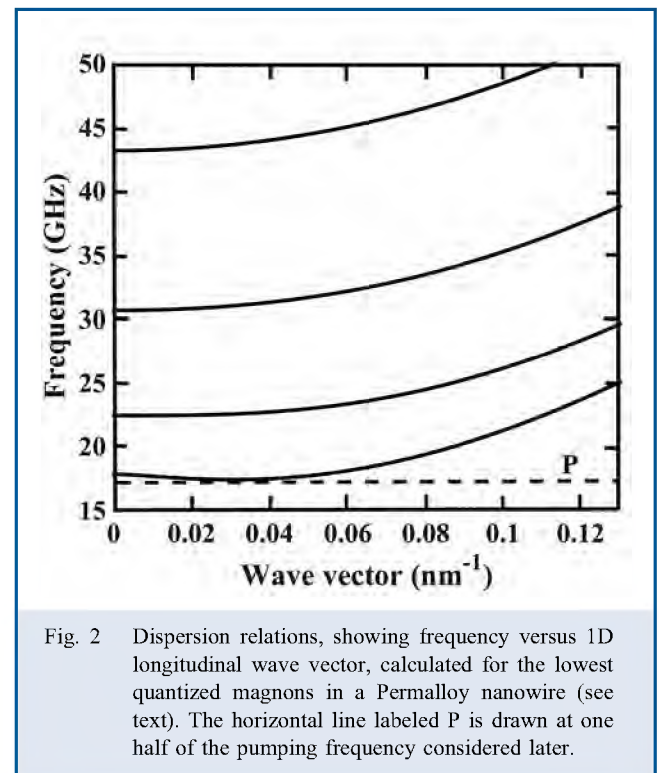 50
45
40
35
30
25
20
15
Frequency (GHz)
P
0 0.02 0.04 0.06 0.08 0.1 0.12
Wave vector (nm⁻¹)
Fig. 2 Dispersion relations, showing frequency versus 1D
longitudinal wave vector, calculated for the lowest
quantized magnons in a Permalloy nanowire (see
text). The horizontal line labeled P is drawn at one
half of the pumping frequency considered later.